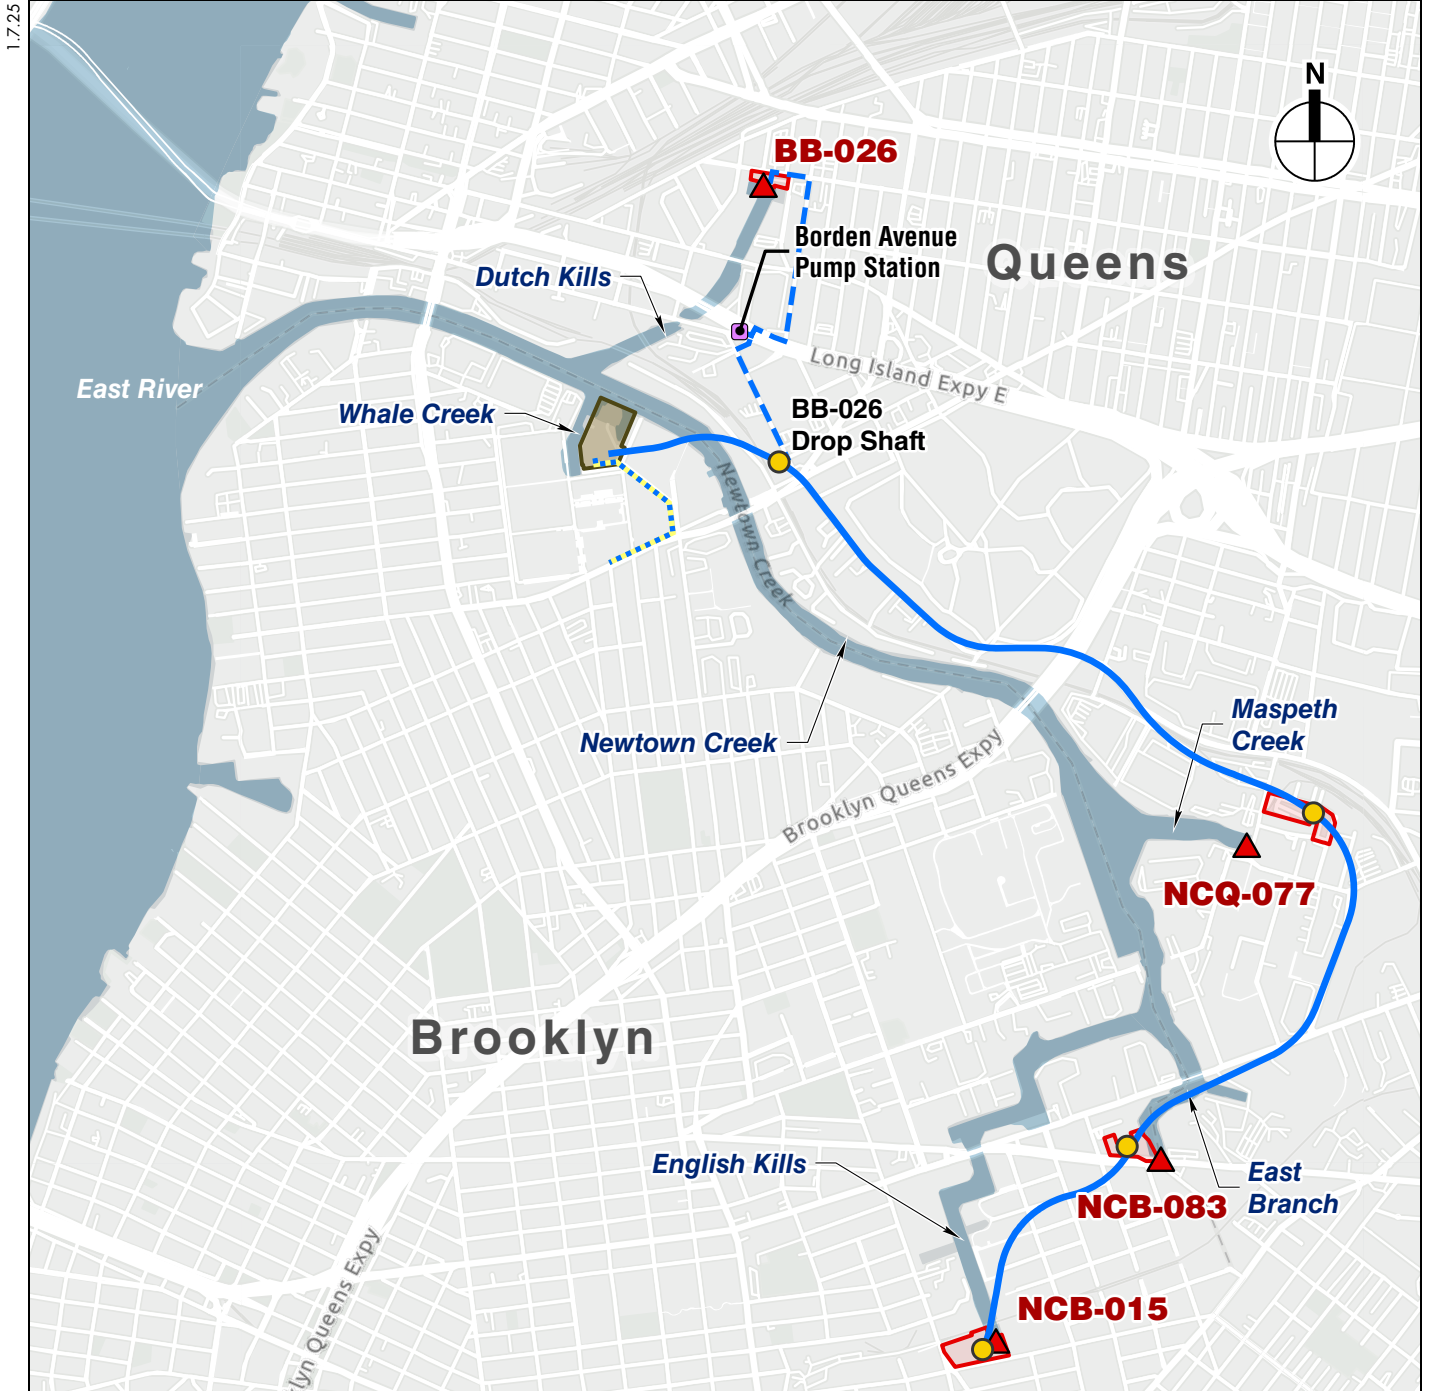 1.7.25
N
BB-026
Borden Avenue
Pump Station
Queens
Dutch Kills
Long Island Expy E
East River
Whale Creek
BB-026
Drop Shaft
Newtown Creek
Newtown Creek
Maspeth
Creek
Brooklyn Queens Expy
NCQ-077
Brooklyn
English Kills
East
Branch
NCB-083
lyn Queens Expy
NCB-015